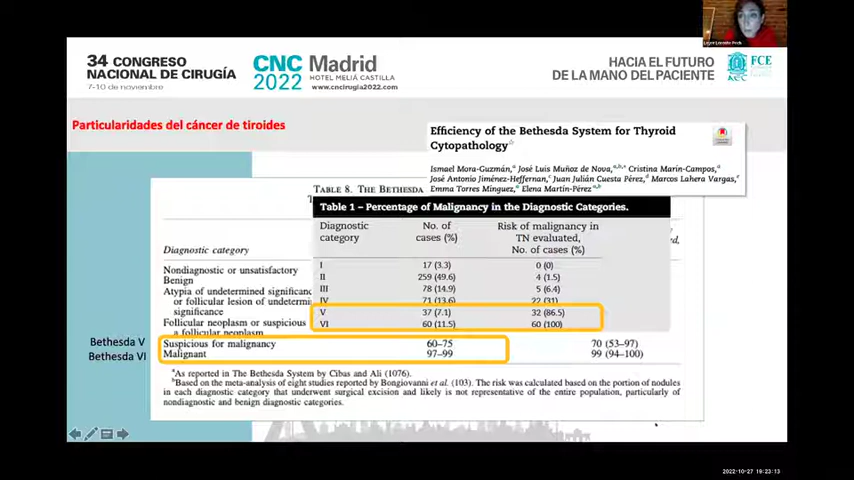 34 CONGRESO
NACIONAL DE CIRUGÍA
7-10 de noviembre
CNC Madrid
2022 HOTEL MELIÁ CASTILLA
www.cncirugia2022.com
HACIA EL FUTURO
DE LA MANO DEL PACIENTE
FCE
Particularidades del cáncer de tiroides
Efficiency of the Bethesda System for Thyroid
Cytopathology
Ismael Mora-Guzmán, José Luis Muñoz de Nova, Cristina Marín-Campos,
José Antonio Jiménez-Heffernan, Juan Julián Cuesta Pérez, Marcos Lahera Vargas,
Emma Torres Mínguez, Elena Martín-Pérez
TABLE 8. THE BETHESDA
Table 1 – Percentage of Malignancy in the Diagnostic Categories.
Diagnostic category No. of cases (%) Risk of malignancy in TN evaluated, No. of cases (%)
I 17 (3.3) 0 (0)
II 259 (49.6) 4 (1.5)
III 78 (14.9) 5 (6.4)
IV 71 (13.6) 22 (31)
V 37 (7.1) 32 (86.5)
VI 60 (11.5) 60 (100)
Diagnostic category
Nondiagnostic or unsatisfactory
Benign
Atypia of undetermined significanc
or follicular lesion of undetermi
significance
Follicular neoplasm or suspicious
a follicular neoplasm
Bethesda V Suspicious for malignancy 60–75 70 (53–97)
Bethesda VI Malignant 97–99 99 (94–100)
aAs reported in The Bethesda System by Cibas and Ali (1076).
bBased on the meta-analysis of eight studies reported by Bongiovanni et al. (103). The risk was calculated based on the portion of nodules
in each diagnostic category that underwent surgical excision and likely is not representative of the entire population, particularly of
nondiagnostic and benign diagnostic categories.
2022-10-27 19:23:13